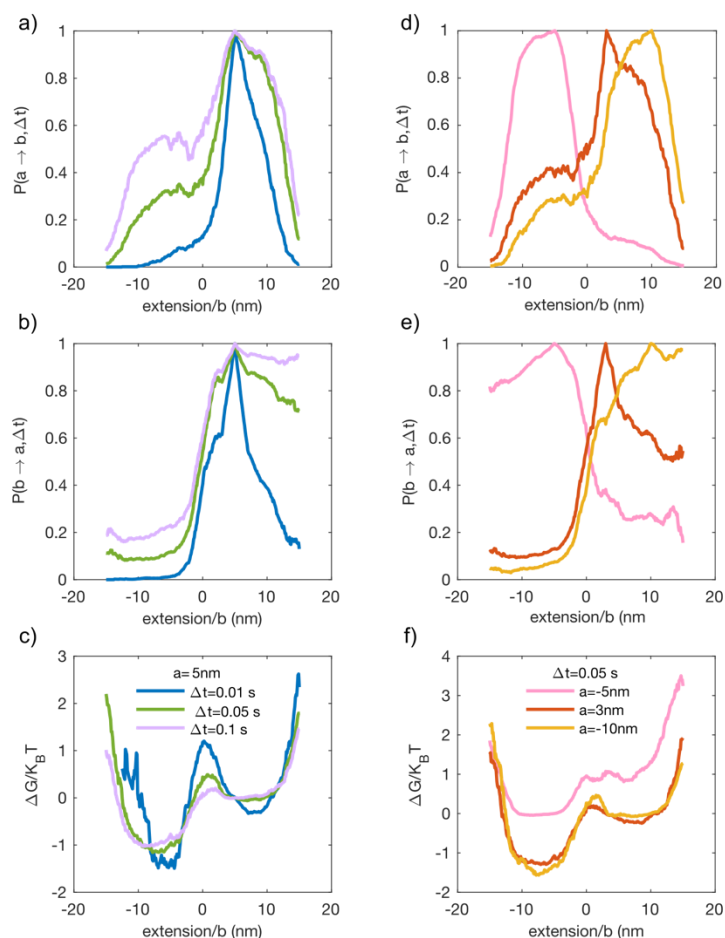 a)
P(a → b,Δt)
1
0.8
0.6
0.4
0.2
0
-20
-10
0
10
20
extension/b (nm)
d)
P(a → b,Δt)
1
0.8
0.6
0.4
0.2
0
-20
-10
0
10
20
extension/b (nm)
b)
P(b → a,Δt)
1
0.8
0.6
0.4
0.2
0
-20
-10
0
10
20
extension/b (nm)
e)
P(b → a,Δt)
1
0.8
0.6
0.4
0.2
0
-20
-10
0
10
20
extension/b (nm
c)
ΔG/K_BT
4
3
2
1
0
-1
-2
a= 5nm
Δt=0.01 s
Δt=0.05 s
Δt=0.1 s
-20
-10
0
10
20
extension/b (nm)
f)
ΔG/K_BT
4
3
2
1
0
-1
-2
Δt=0.05 s
a=-5nm
a=3nm
a=-10nm
-20
-10
0
10
20
extension/b (nm)